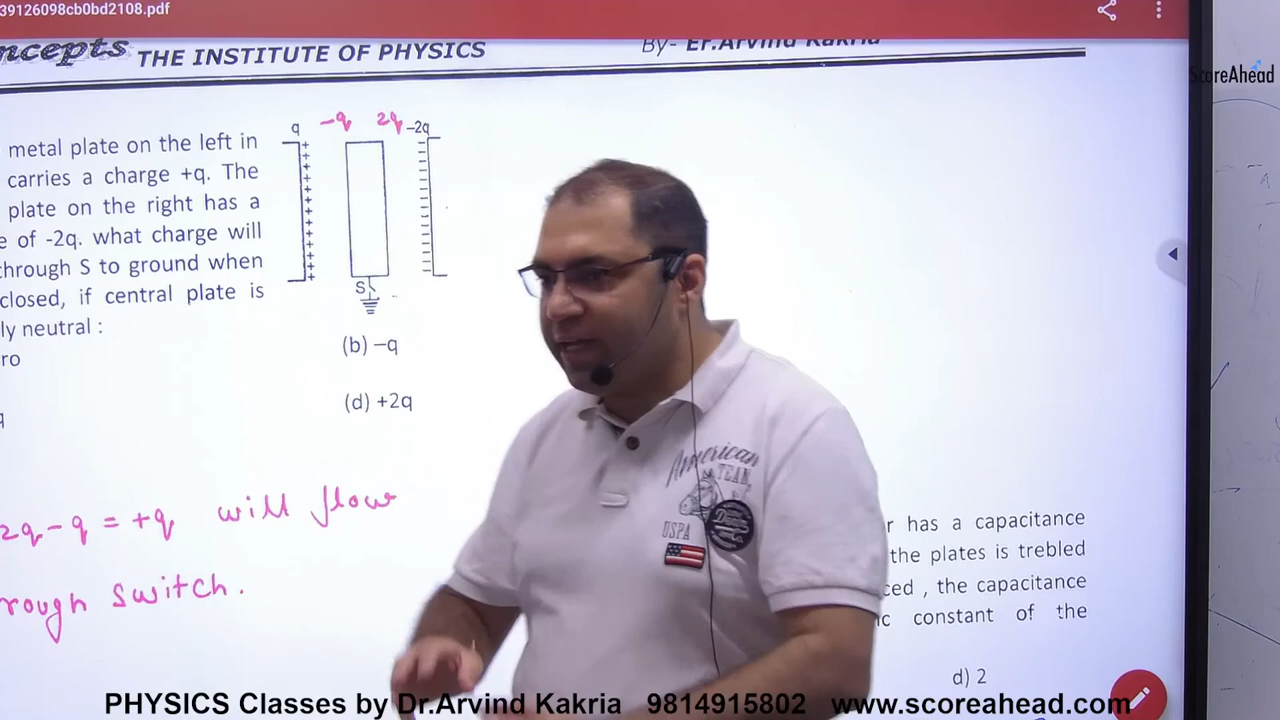 39126098cb0bd2108.pdf
ncepts THE INSTITUTE OF PHYSICS
By- Er.Arvind Kakria
ScoreAhead
q -q 2q -2q
metal plate on the left in
carries a charge +q. The
plate on the right has a
e of -2q. what charge will
through S to ground when
closed, if central plate is
ly neutral :
S
ro
(b) –q
q
(d) +2q
2q - q = +q will flow
rough switch.
r has a capacitance
the plates is trebled
ced , the capacitance
ic constant of the
d) 2
American
TEAM
USPA
PHYSICS Classes by Dr.Arvind Kakria 9814915802 www.scoreahead.com